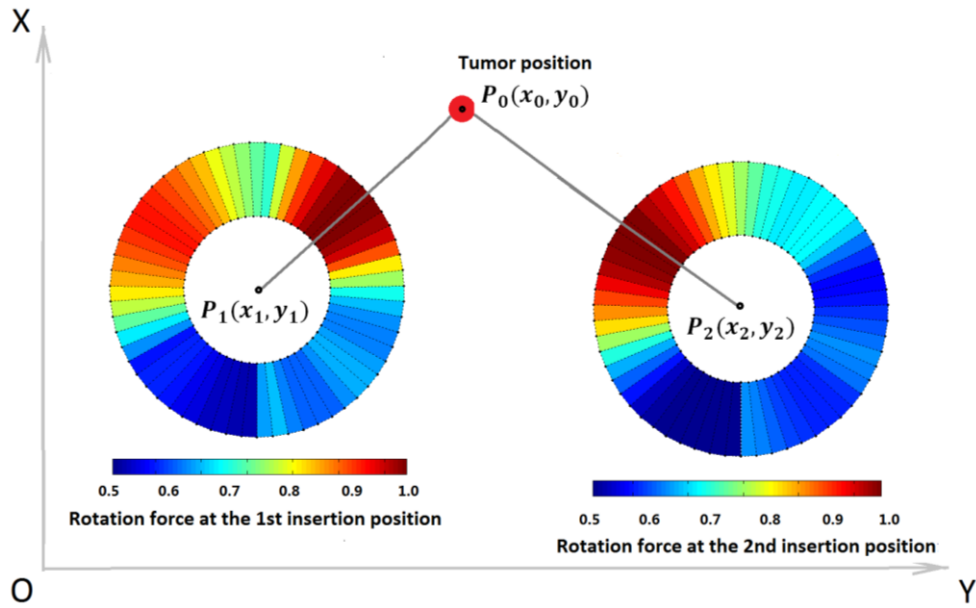 X
Tumor position
P₀(x₀, y₀)
P₁(x₁, y₁)
P₂(x₂, y₂)
0.5 0.6 0.7 0.8 0.9 1.0
Rotation force at the 1st insertion position
0.5 0.6 0.7 0.8 0.9 1.0
Rotation force at the 2nd insertion position
O
Y